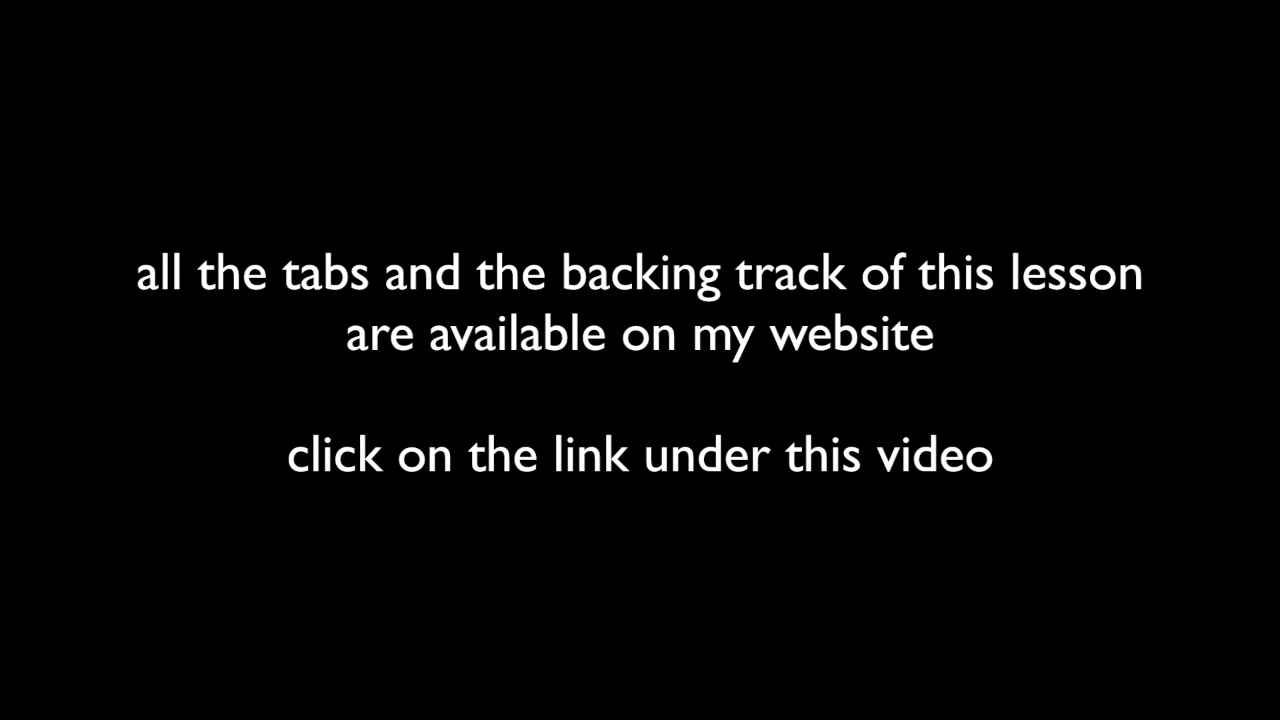 all the tabs and the backing track of this lesson
are available on my website
click on the link under this video